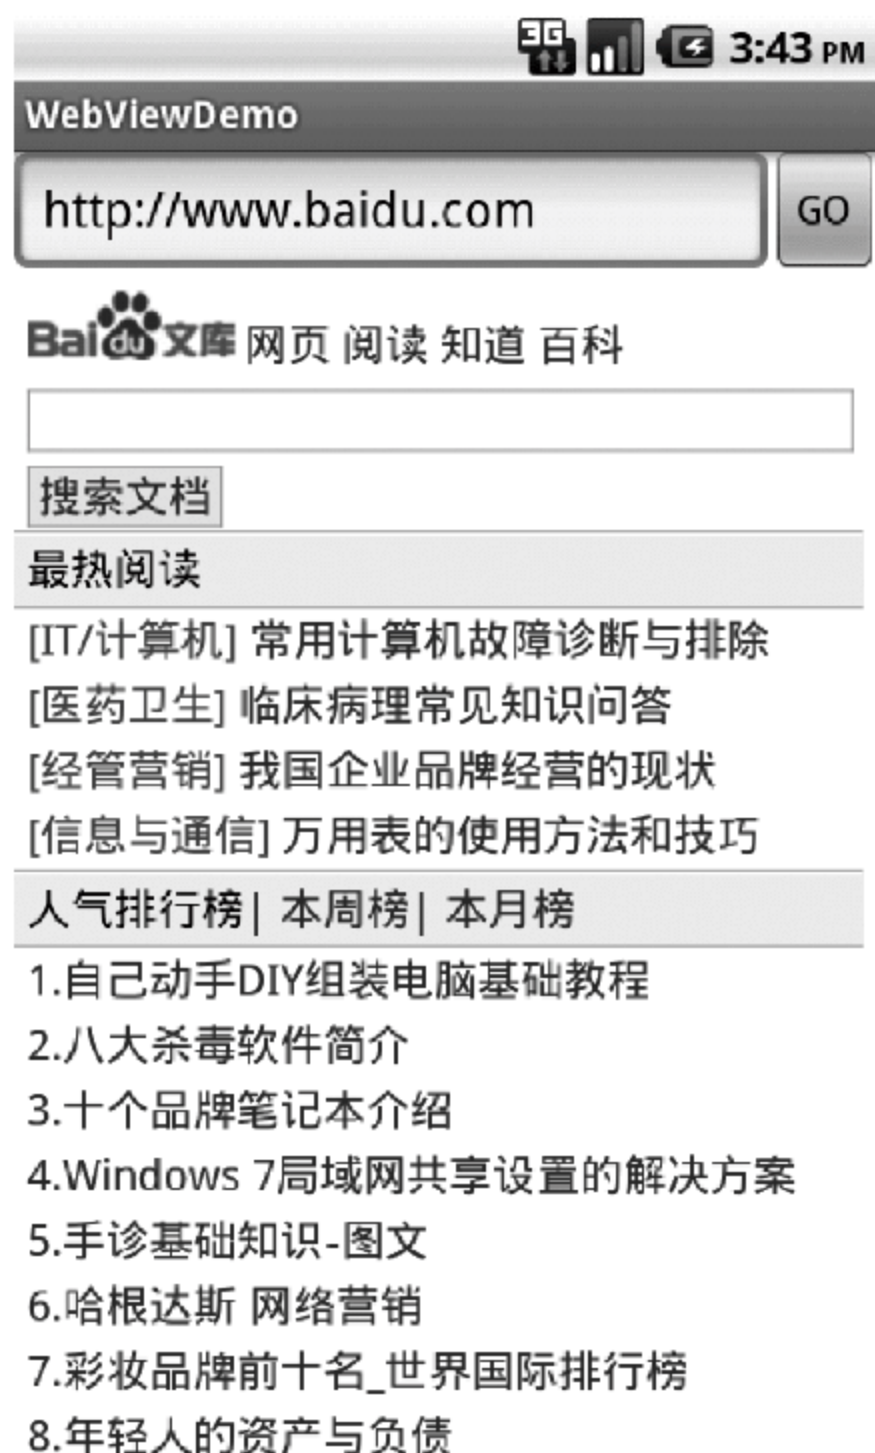 3G 3:43 PM
WebViewDemo
http://www.baidu.com GO
Bai du 文库 网页 阅读 知道 百科
搜索文档
最热阅读
[IT/计算机] 常用计算机故障诊断与排除
[医药卫生] 临床病理常见知识问答
[经管营销] 我国企业品牌经营的现状
[信息与通信] 万用表的使用方法和技巧
人气排行榜| 本周榜| 本月榜
1.自己动手DIY组装电脑基础教程
2.八大杀毒软件简介
3.十个品牌笔记本介绍
4.Windows 7局域网共享设置的解决方案
5.手诊基础知识-图文
6.哈根达斯 网络营销
7.彩妆品牌前十名_世界国际排行榜
8.年轻人的资产与负债